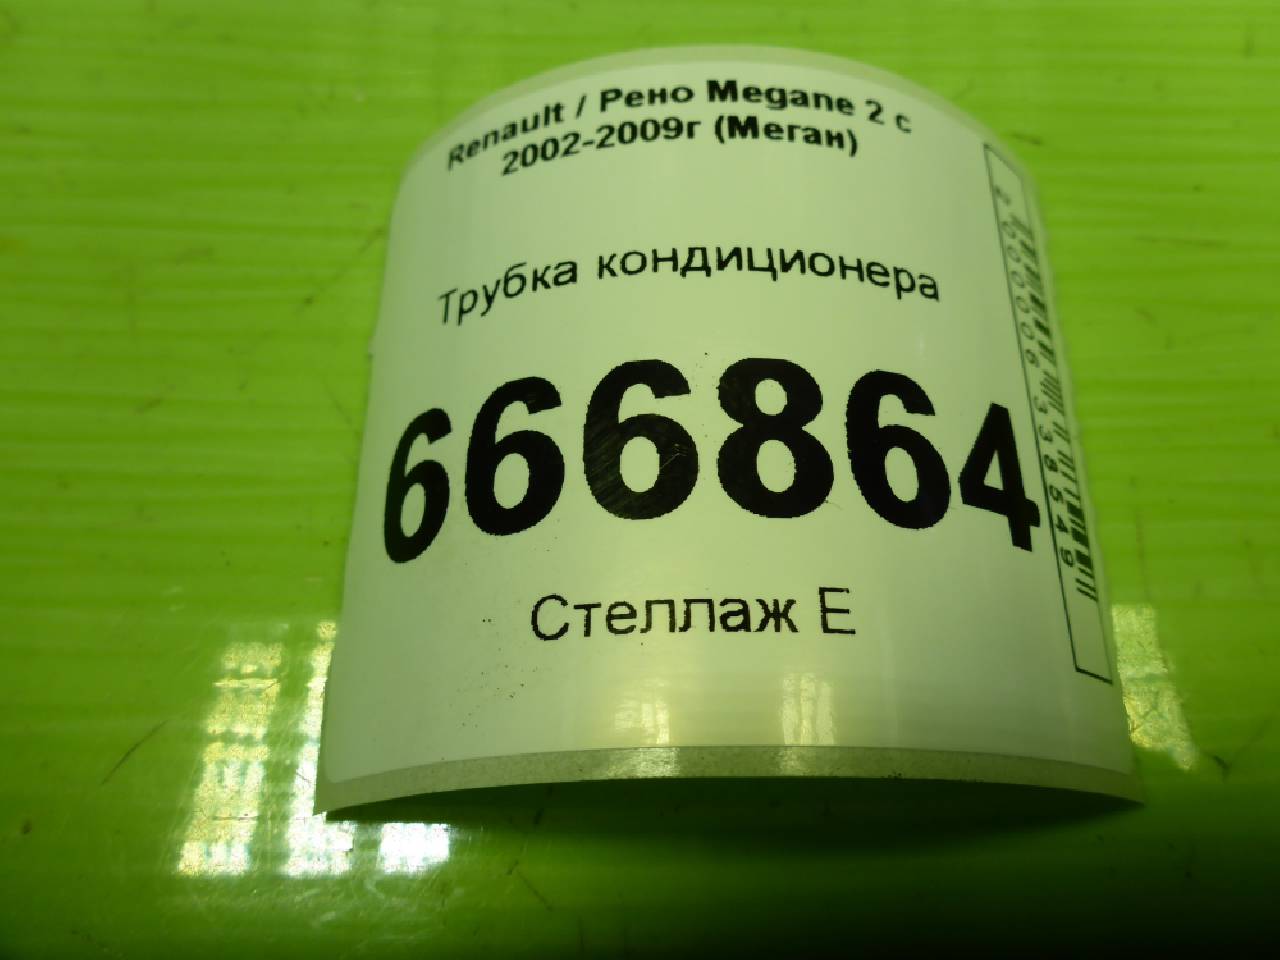 Renault / Рено Megane 2 с
2002-2009г (Меган)
Трубка кондиционера
666864
Стеллаж Е